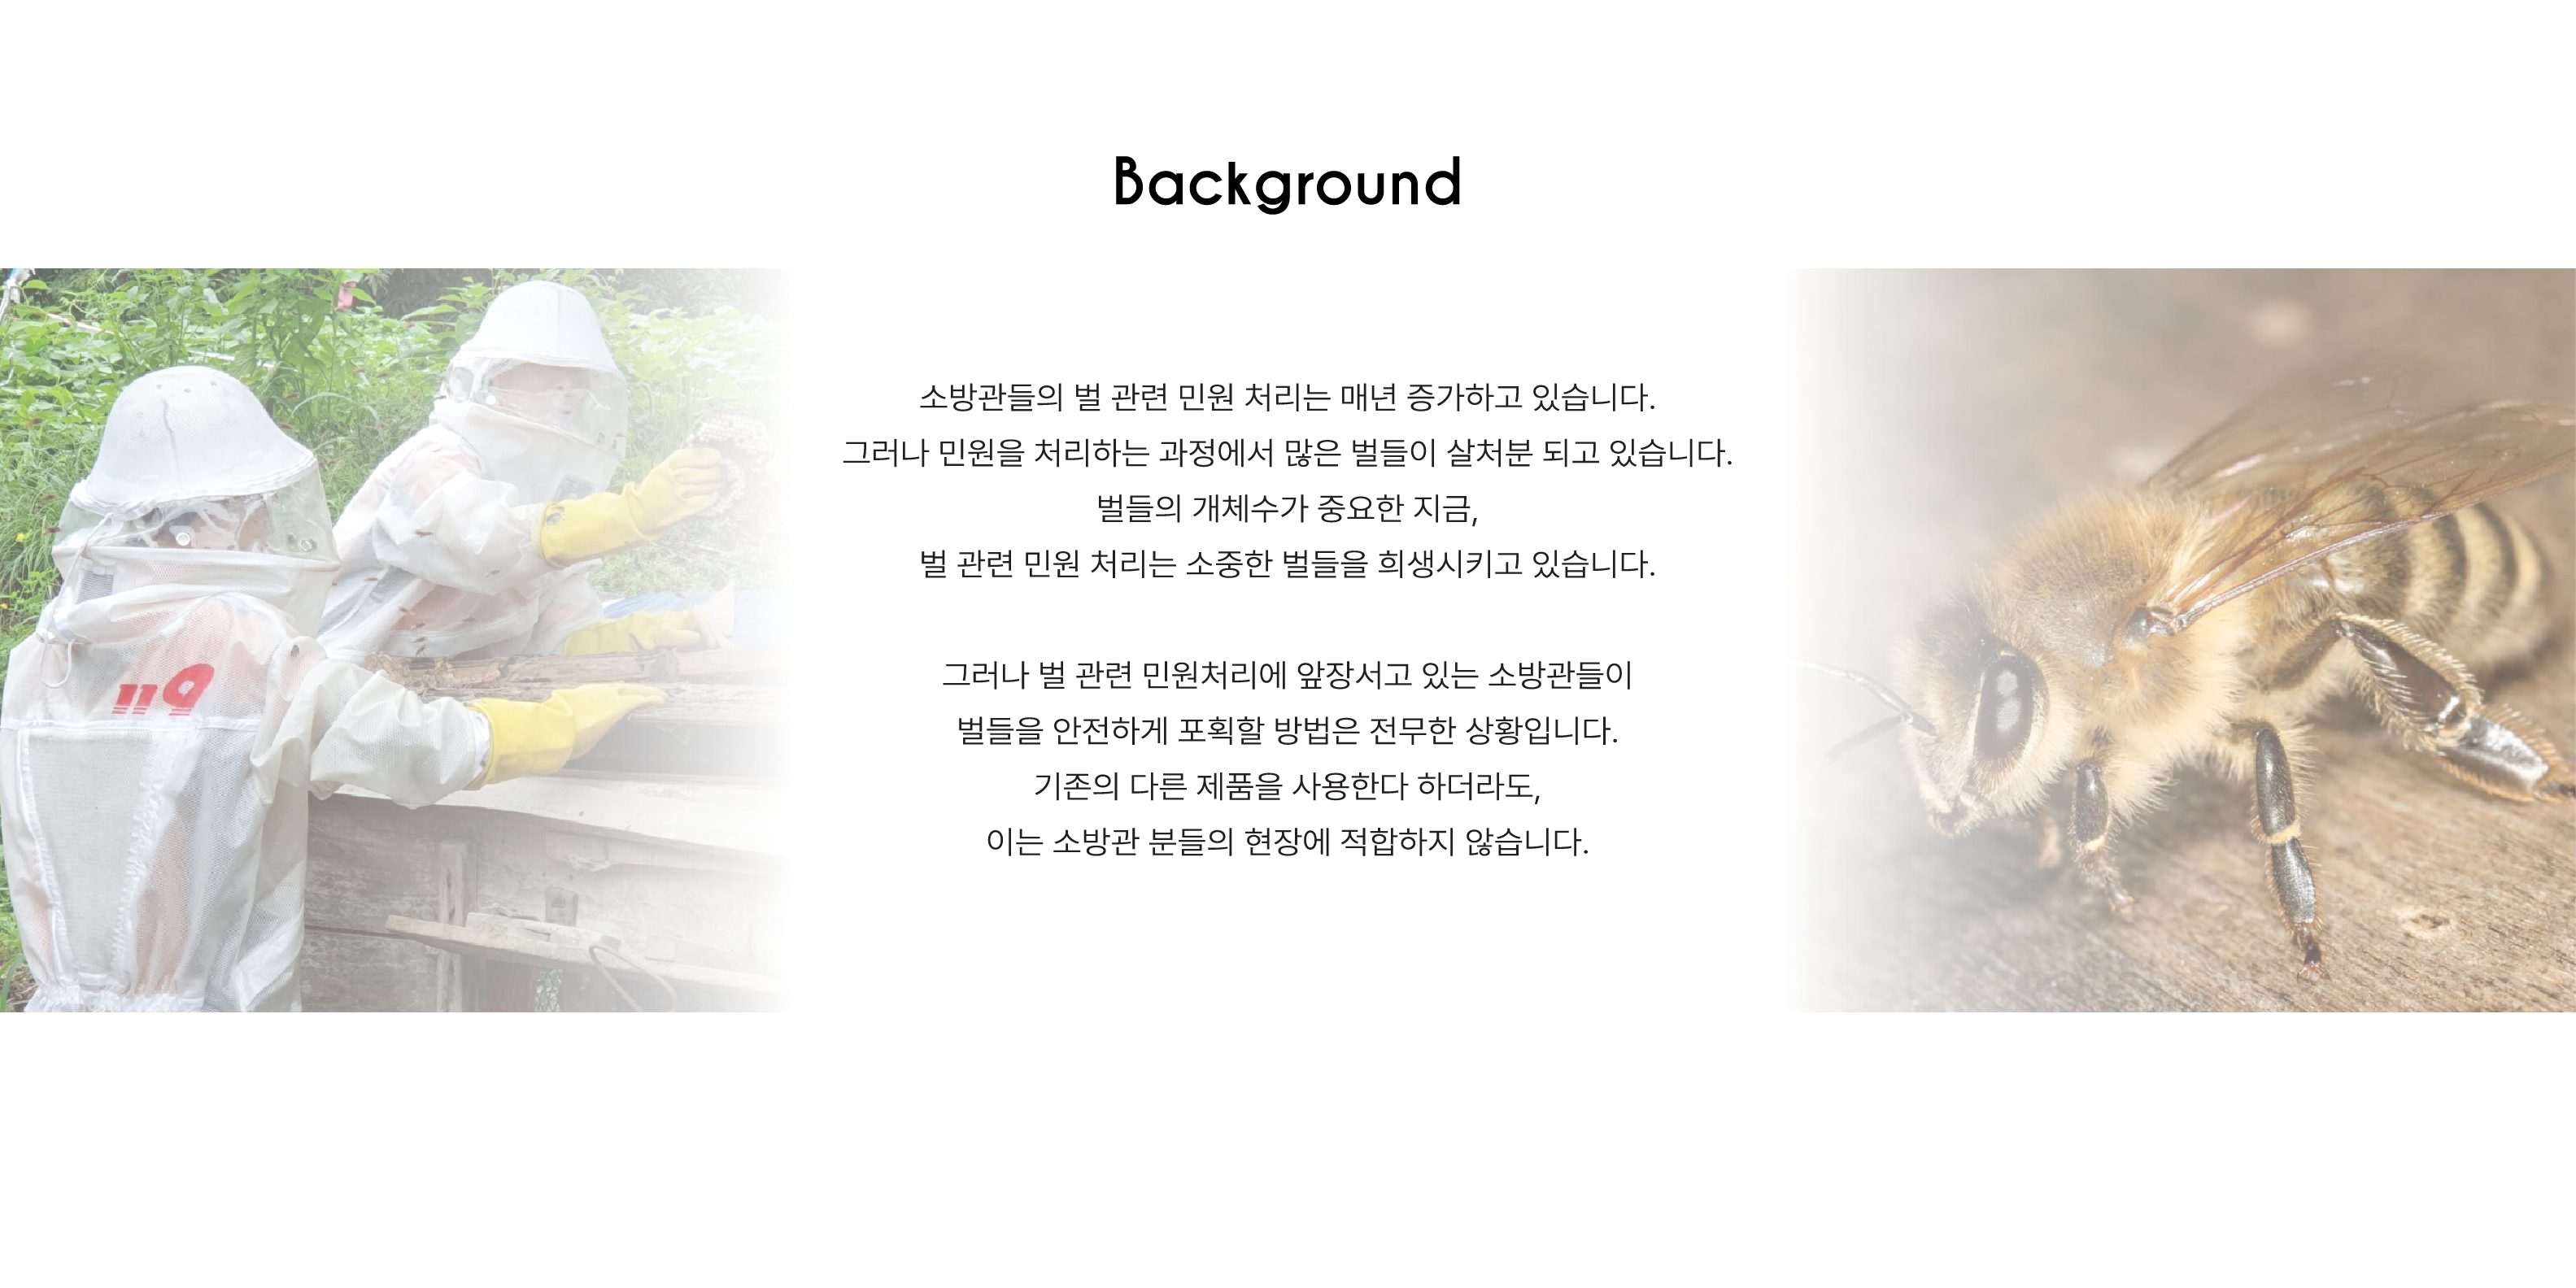 Background
소방관들의 벌 관련 민원 처리는 매년 증가하고 있습니다.
그러나 민원을 처리하는 과정에서 많은 벌들이 살처분 되고 있습니다.
벌들의 개체수가 중요한 지금,
벌 관련 민원 처리는 소중한 벌들을 희생시키고 있습니다.
그러나 벌 관련 민원처리에 앞장서고 있는 소방관들이
벌들을 안전하게 포획할 방법은 전무한 상황입니다.
기존의 다른 제품을 사용한다 하더라도,
이는 소방관 분들의 현장에 적합하지 않습니다.
119